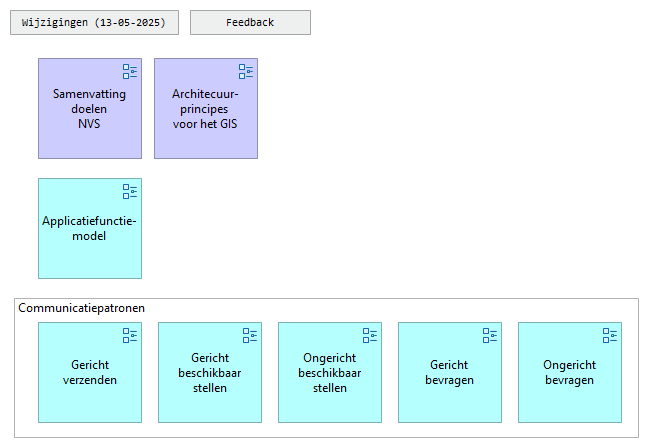 Wijzigingen (13-05-2025)
Feedback
Samenvatting
doelen
NVS
Architecuur-
principes
voor het GIS
Applicatiefunctie-
model
Communicatiepatronen
Gericht
verzenden
Gericht
beschikbaar
stellen
Ongericht
beschikbaar
stellen
Gericht
bevragen
Ongericht
bevragen